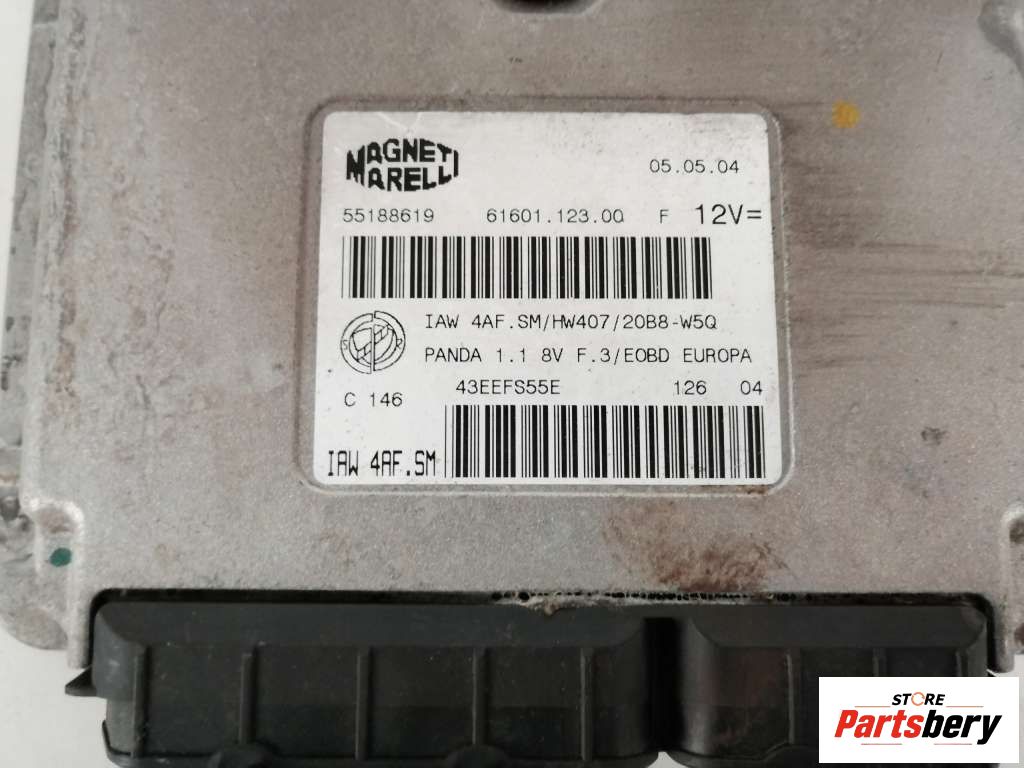 MAGNETI
MARELLI
05.05.04
55188619 61601.123.00 F 12V=
IAW 4AF.SM/HW407/20B8-W5Q
PANDA 1.1 8V F.3/EOBD EUROPA
43EEFS55E 126 04
C 146
IAW 4AF.SM
STORE
Partsbery